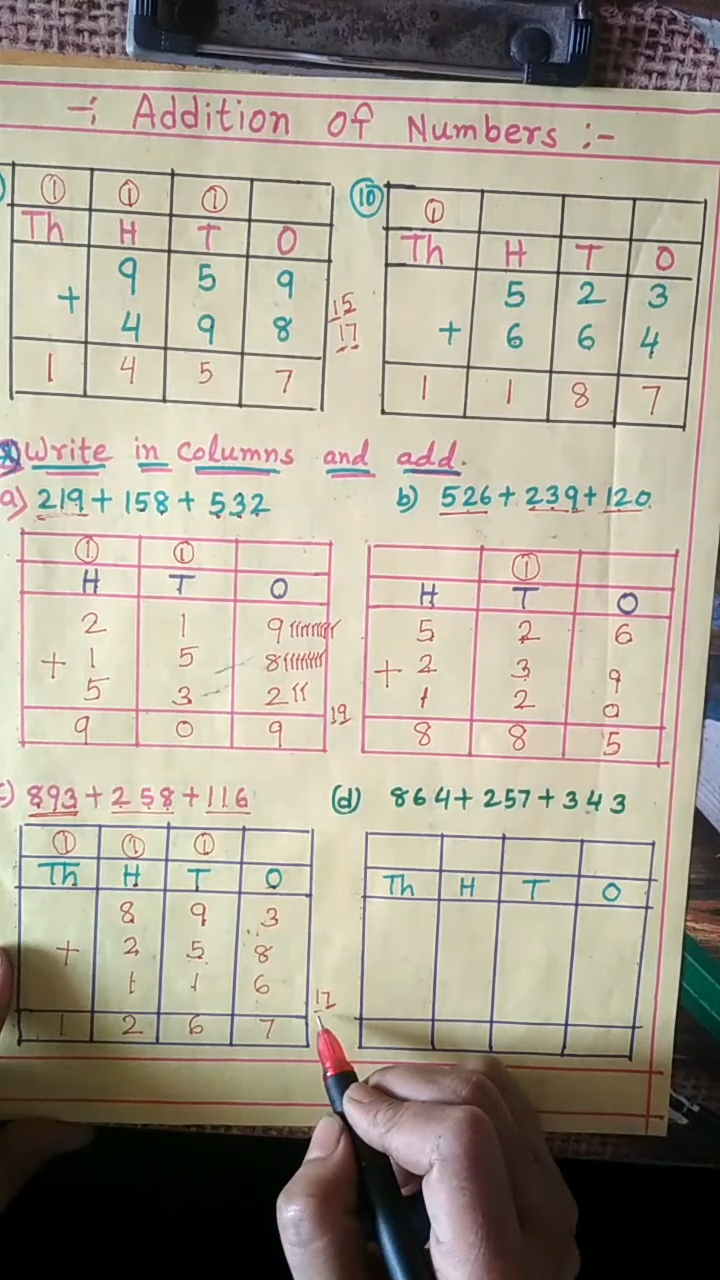 -: Addition of Numbers :-
① ① ①
Th H T O
9 5 9
+ 4 9 8
1 4 5 7
15
17
⑩
①
Th H T O
5 2 3
+ 6 6 4
1 1 8 7
Write in columns and add.
a) 219 + 158 + 532
① ①
H T O
2 1 9
+ 1 5 8
5 3 2
9 0 9
19
b) 526 + 239 + 120
①
H T O
5 2 6
+ 2 3 9
1 2 0
8 8 5
c) 893 + 258 + 116
① ① ①
Th H T O
8 9 3
+ 2 5 8
1 1 6
1 2 6 7
17
(d) 864 + 257 + 343
Th H T O